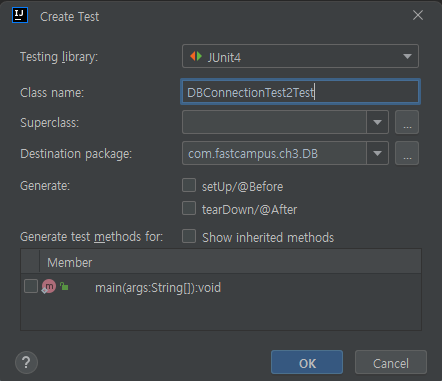 IJ Create Test
Testing library: JUnit4
Class name: DBConnectionTest2Test
Superclass: ...
Destination package: com.fastcampus.ch3.DB ...
Generate: setUp/@Before
tearDown/@After
Generate test methods for: Show inherited methods
Member
m main(args:String[]):void
? OK Cancel